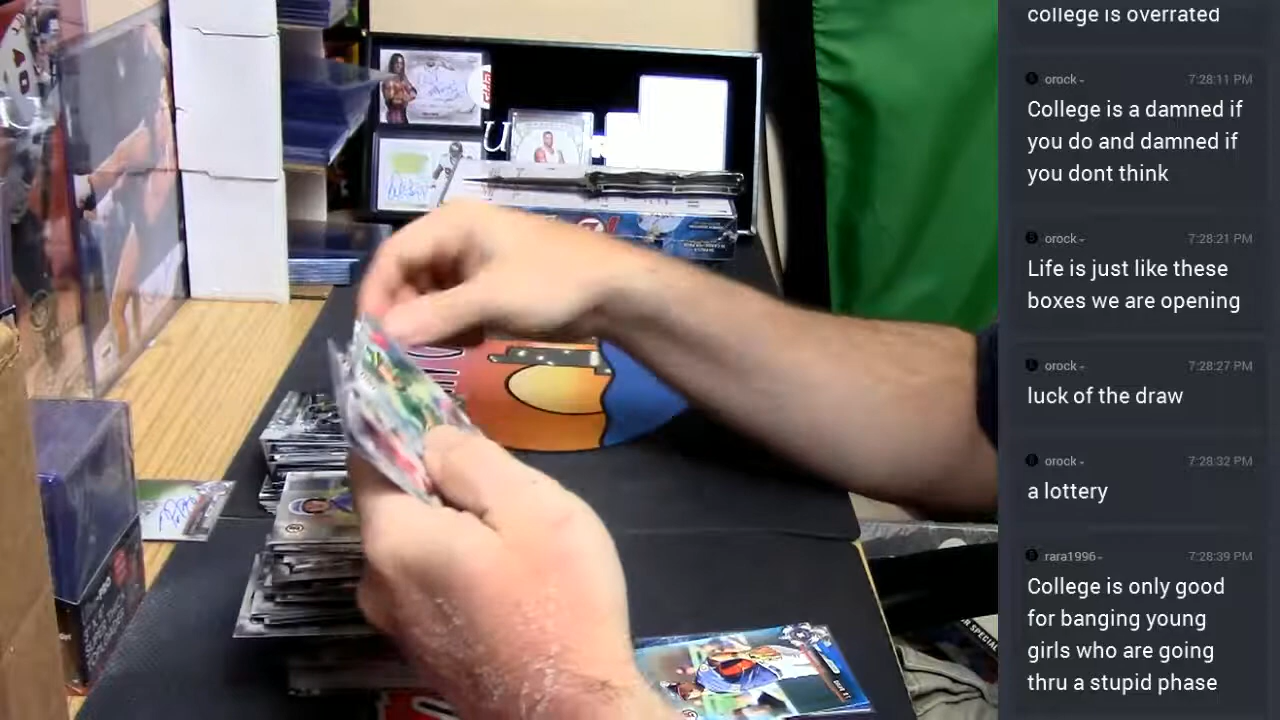 college is overrated
orock- 7:28:11 PM
College is a damned if
you do and damned if
you dont think
orock- 7:28:21 PM
Life is just like these
boxes we are opening
orock- 7:28:27 PM
luck of the draw
orock- 7:28:32 PM
a lottery
rara1996- 7:28:39 PM
College is only good
for banging young
girls who are going
thru a stupid phase